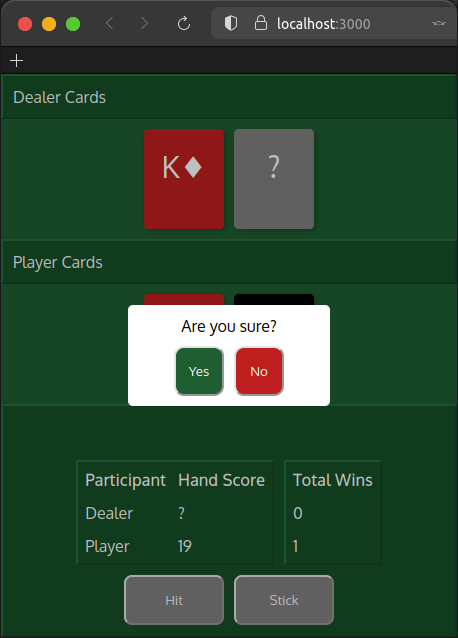 localhost:3000
Dealer Cards
K♦ ?
Player Cards
Are you sure?
Yes No
Participant Hand Score Total Wins
Dealer ? 0
Player 19 1
Hit Stick